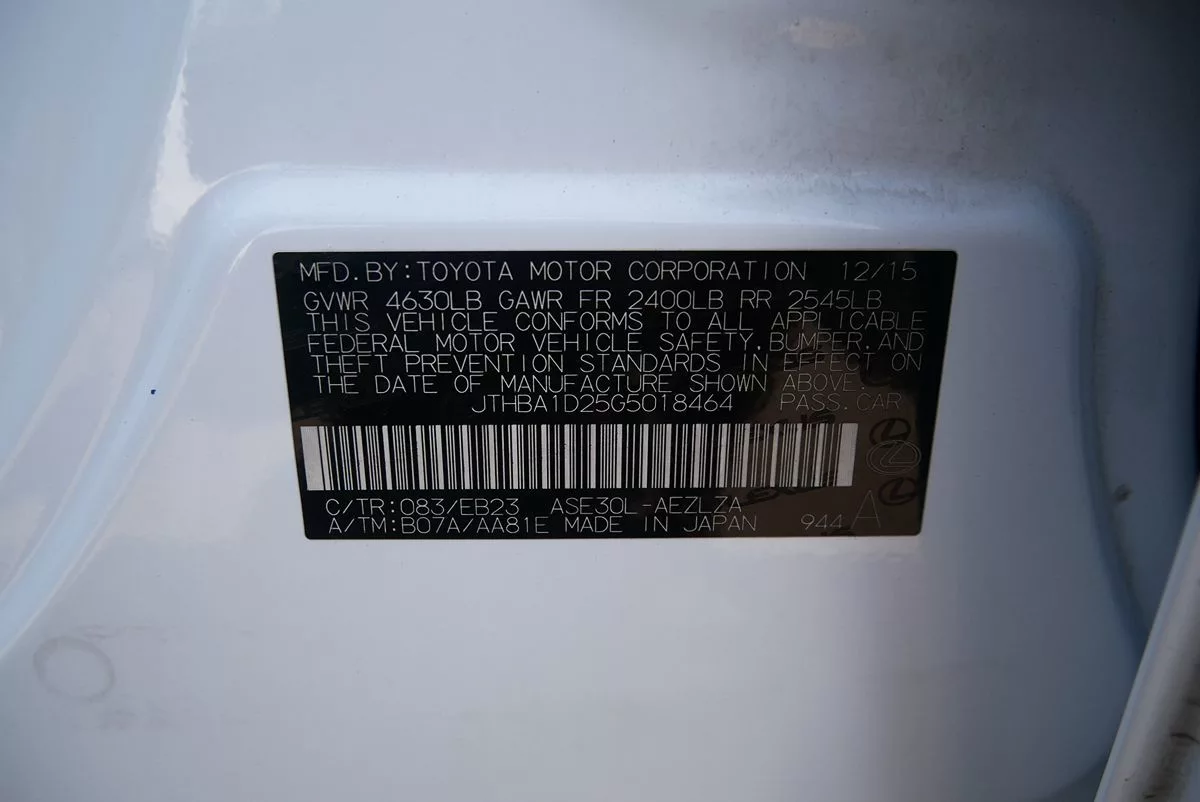 MFD.BY:TOYOTA MOTOR CORPORATION 12/15
GVWR 4630LB GAWR FR 2400LB RR 2545LB
THIS VEHICLE CONFORMS TO ALL APPLICABLE
FEDERAL MOTOR VEHICLE SAFETY,BUMPER,AND
THEFT PREVENTION STANDARDS IN EFFECT ON
THE DATE OF MANUFACTURE SHOWN ABOVE.
JTHBA1D25G5018464 PASS.CAR
C/TR:083/EB23 ASE30L-AEZLZA
A/TM:B07A/AA81E MADE IN JAPAN 944 A